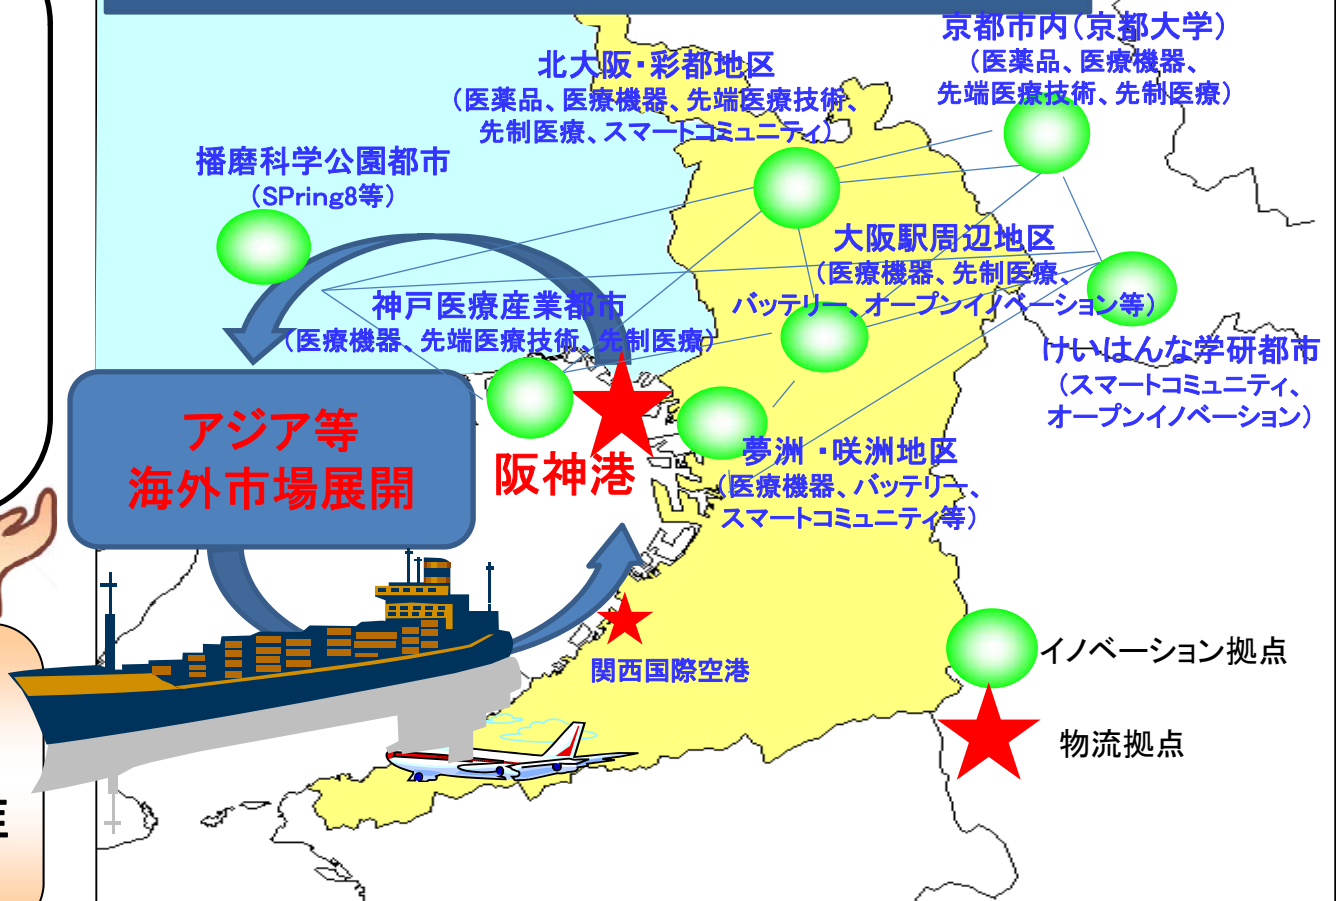 京都市内(京都大学)
(医薬品、医療機器、
先端医療技術、先制医療)
北大阪・彩都地区
(医薬品、医療機器、先端医療技術、
先制医療、スマートコミュニティ)
播磨科学公園都市
(SPring8等)
大阪駅周辺地区
(医療機器、先制医療、
バッテリー、オープンイノベーション等)
神戸医療産業都市
(医療機器、先端医療技術、先制医療)
けいはんな学研都市
(スマートコミュニティ、
オープンイノベーション)
アジア等
海外市場展開
阪神港
夢洲・咲洲地区
(医療機器、バッテリー、
スマートコミュニティ等)
関西国際空港
イノベーション拠点
物流拠点